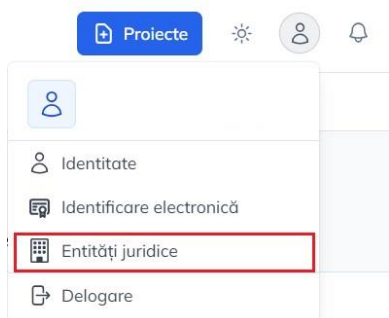 Proiecte
Identitate
Identificare electronică
Entități juridice
Delogare